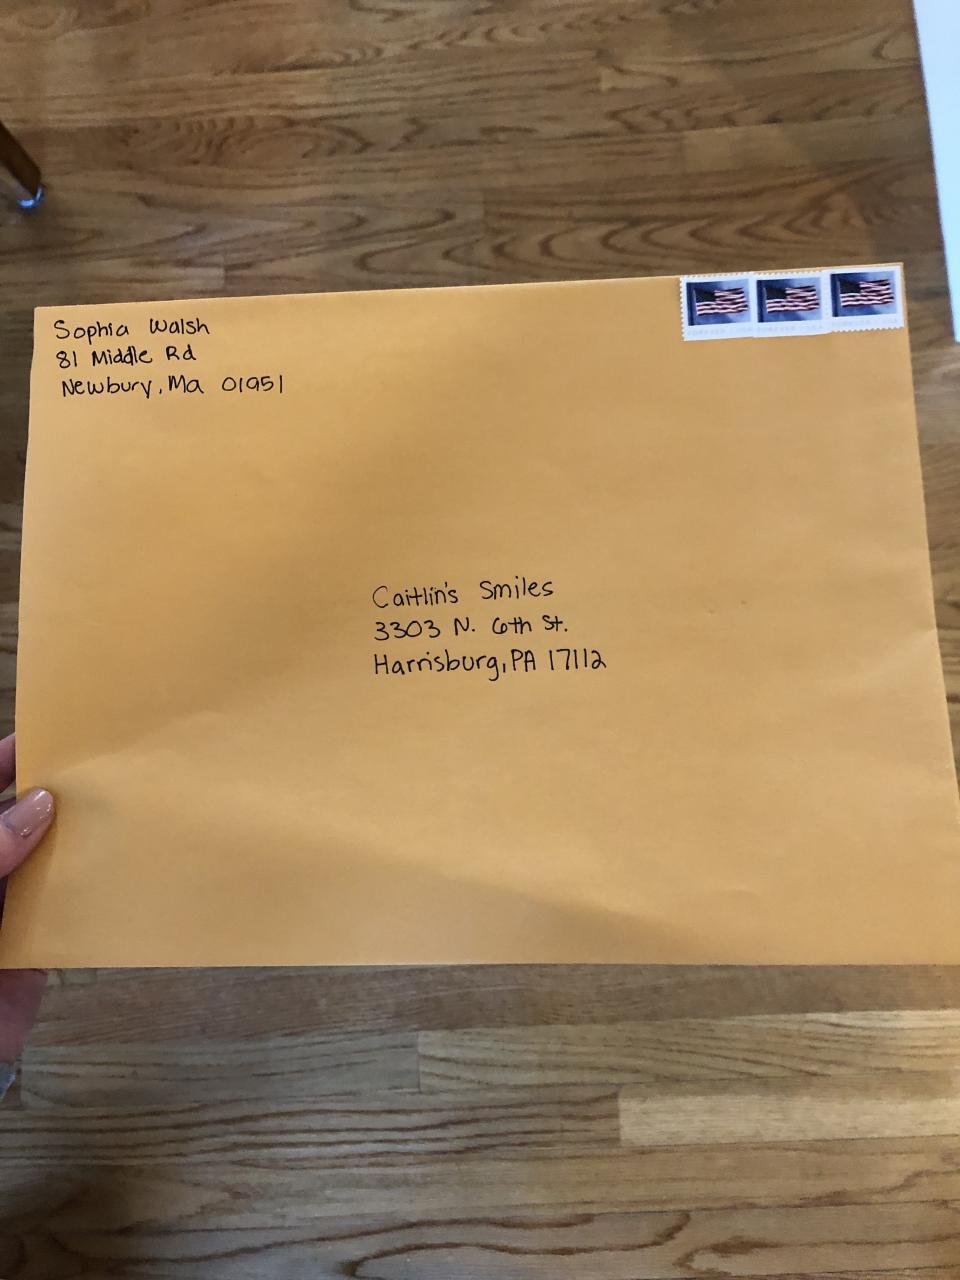 Sophia Walsh
81 Middle Rd
Newbury, Ma 01951
Caitlin's Smiles
3303 N. 6th St.
Harrisburg, PA 17112